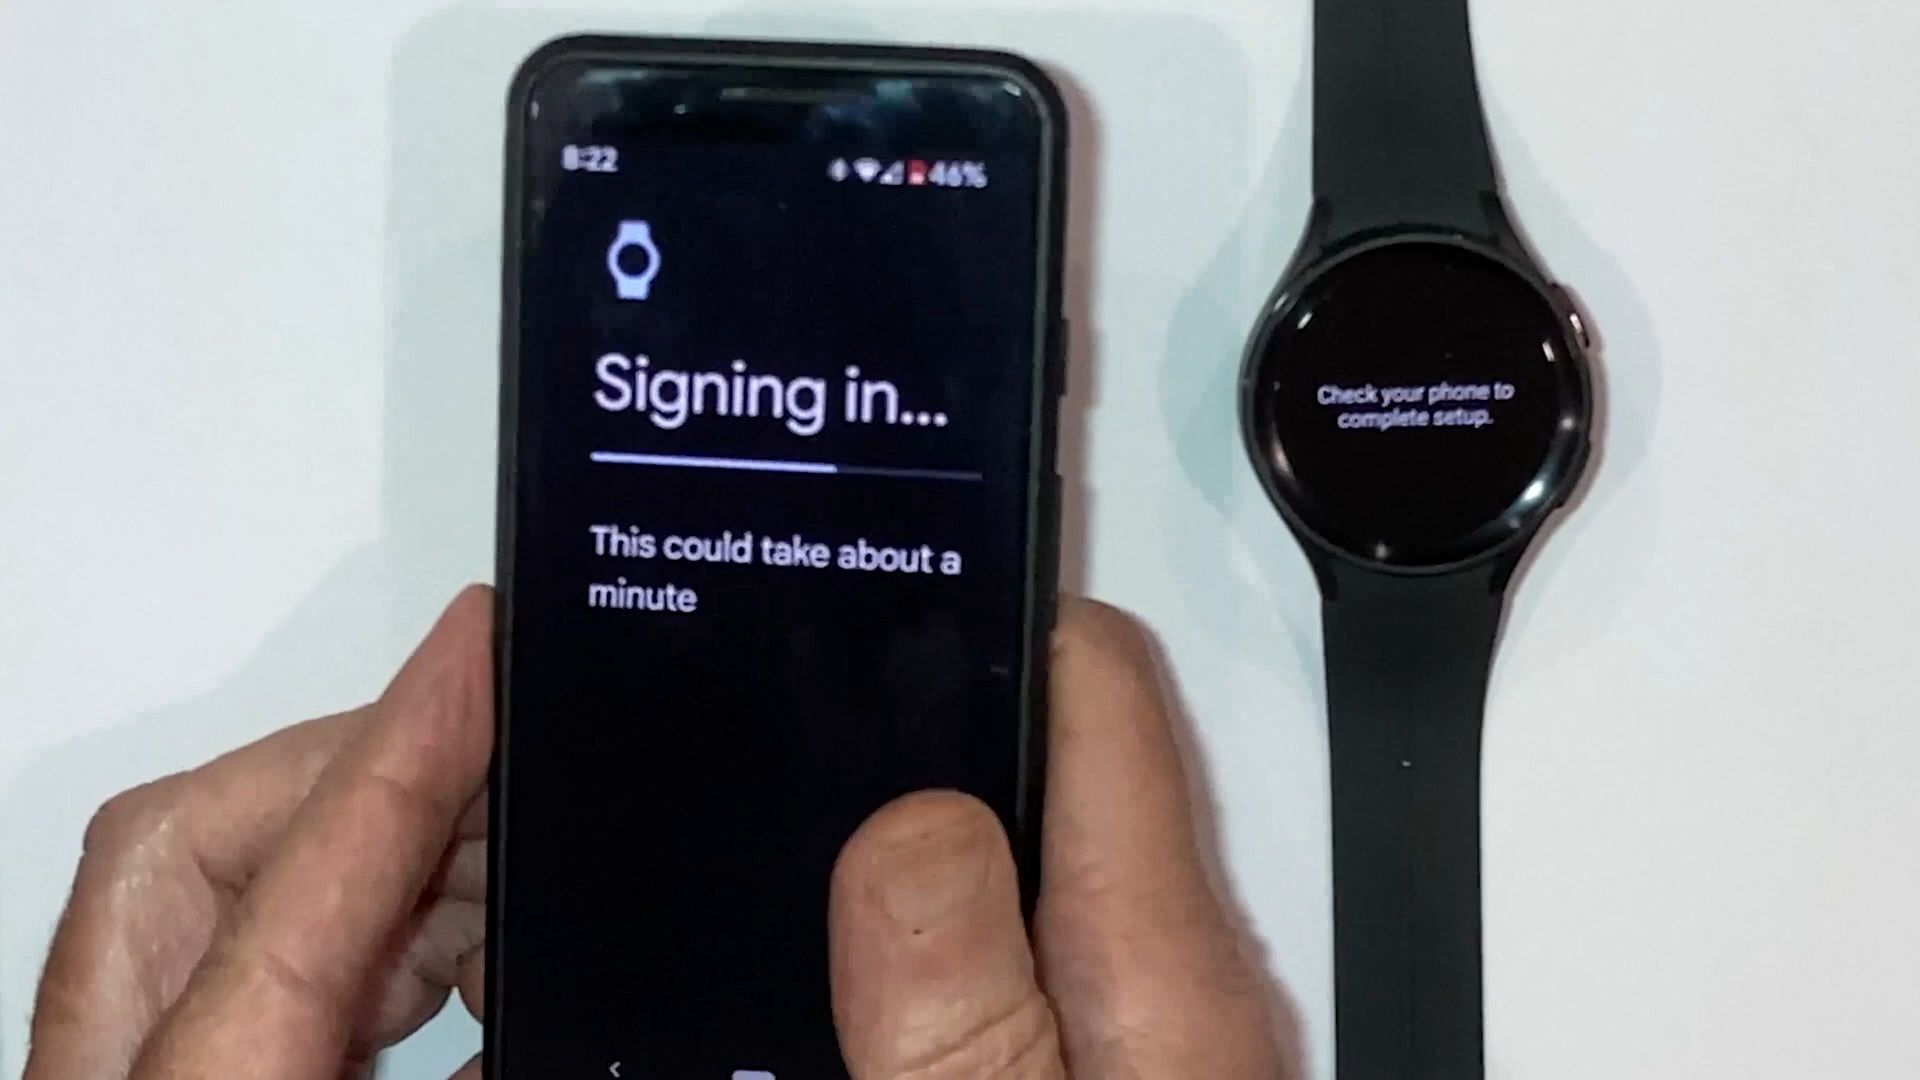 8:22
46%
Signing in...
This could take about a
minute
Check your phone to
complete setup.